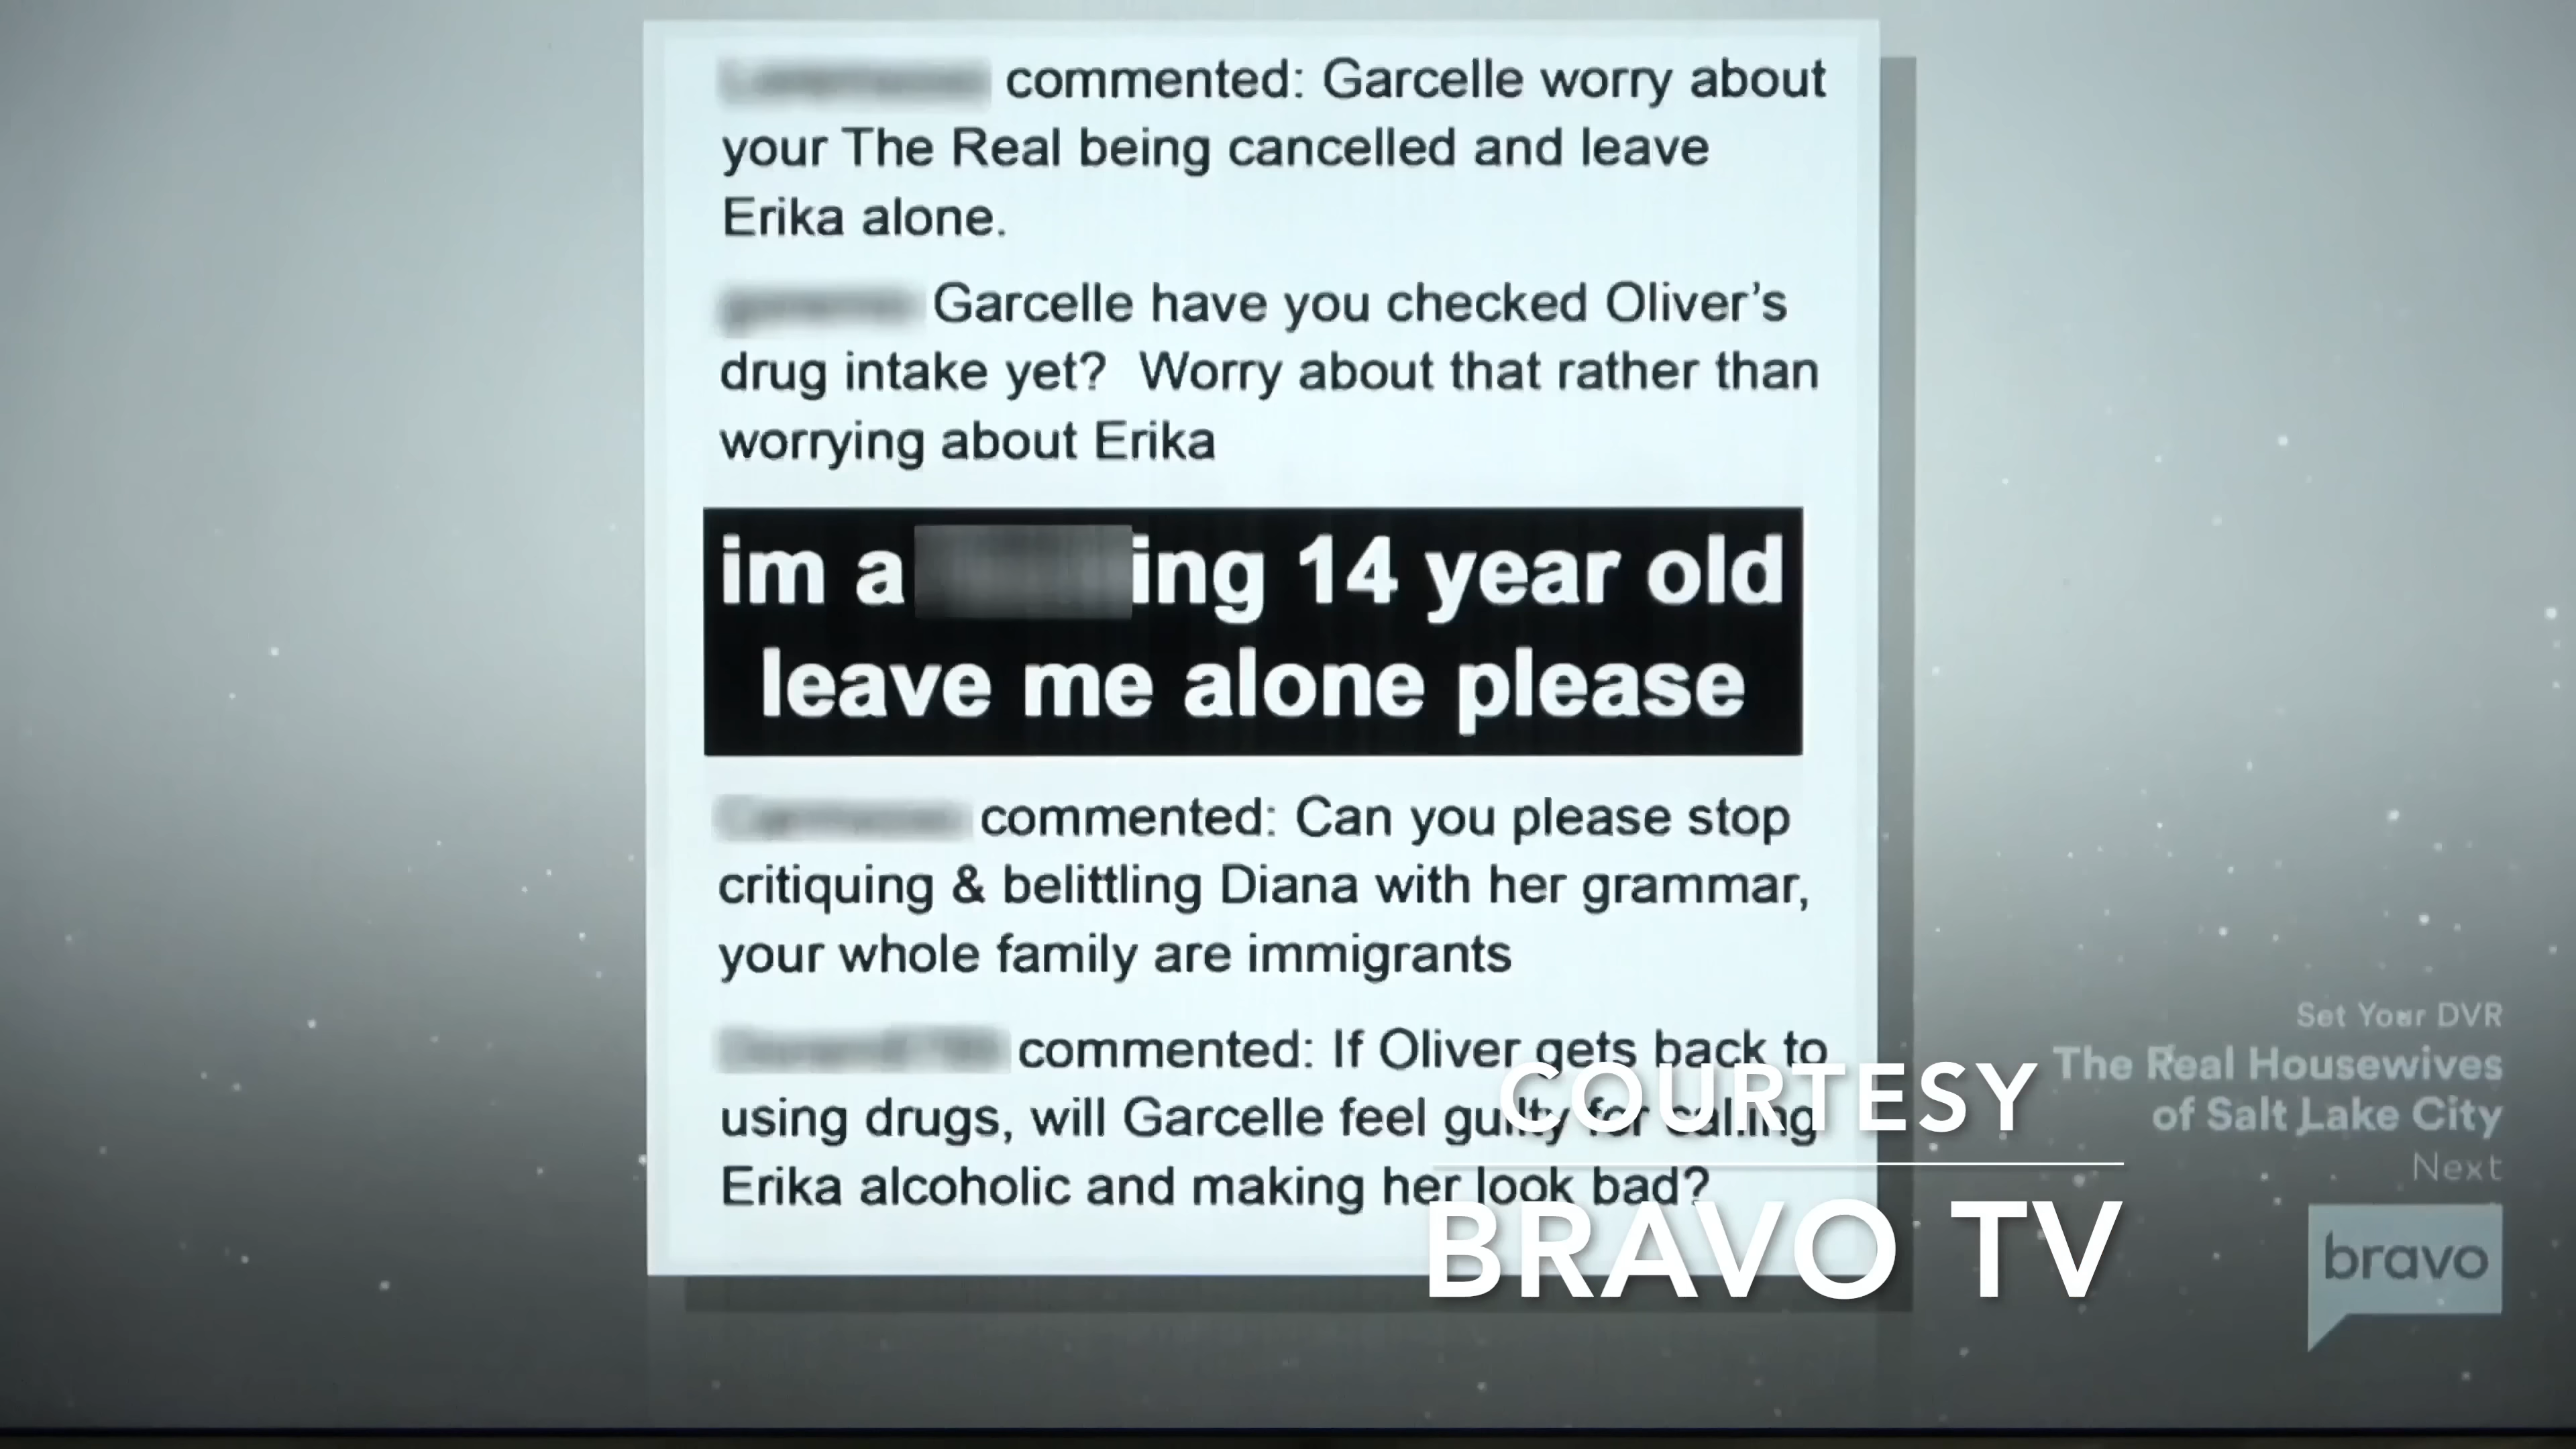 commented: Garcelle worry about
your The Real being cancelled and leave
Erika alone.
Garcelle have you checked Oliver's
drug intake yet? Worry about that rather than
worrying about Erika
im a ing 14 year old
leave me alone please
commented: Can you please stop
critiquing & belittling Diana with her grammar,
your whole family are immigrants
commented: If Oliver gets back to
using drugs, will Garcelle feel guilty for calling
Erika alcoholic and making her look bad?
COURTESY
BRAVO TV
Set Your DVR
The Real Housewives
of Salt Lake City
Next
bravo